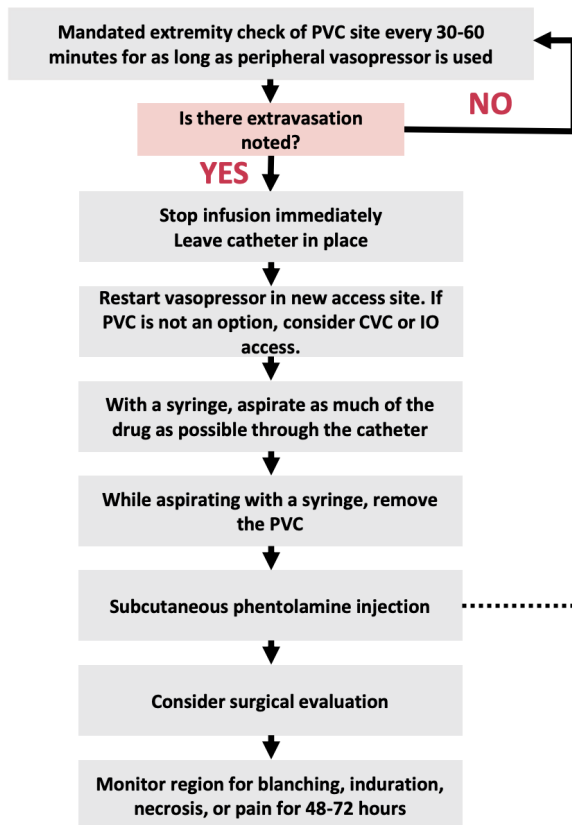 Mandated extremity check of PVC site every 30-60
minutes for as long as peripheral vasopressor is used
Is there extravasation
noted?
NO
YES
Stop infusion immediately
Leave catheter in place
Restart vasopressor in new access site. If
PVC is not an option, consider CVC or IO
access.
With a syringe, aspirate as much of the
drug as possible through the catheter
While aspirating with a syringe, remove
the PVC
Subcutaneous phentolamine injection
Consider surgical evaluation
Monitor region for blanching, induration,
necrosis, or pain for 48-72 hours